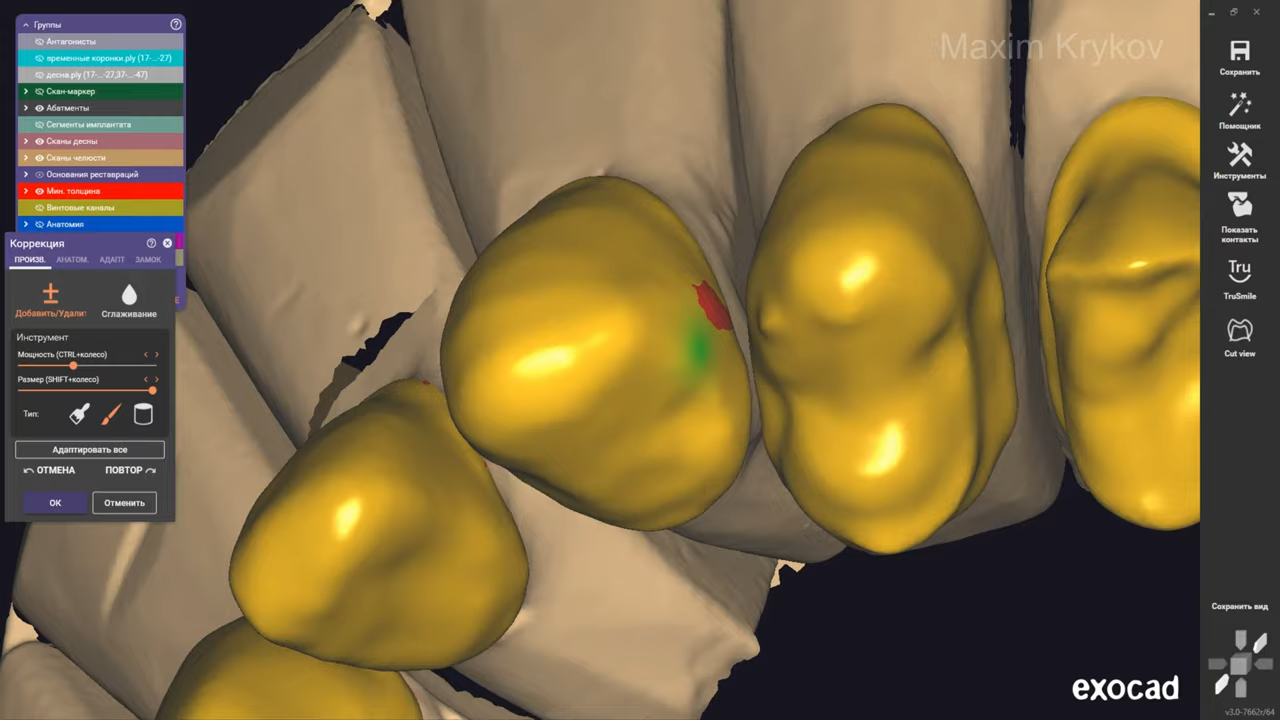 Группы
Антагонисты
временные коронки.ply (17-...-27)
десна.ply (17-...-27,37-...-47)
Скан-маркер
Абатменты
Сегменты имплантата
Сканы десны
Сканы челюсти
Основания реставраций
Мин. толщина
Винтовые каналы
Анатомия
Коррекция
ПРОИЗВ. АНАТОМ. АДАПТ ЗАМОК
Добавить/Удалит Сглаживание
Инструмент
Мощность (CTRL+колесо)
Размер (SHIFT+колесо)
Тип:
Адаптировать все
ОТМЕНА ПОВТОР
ОК Отменить
Maxim Krykov
Сохранить
Помощник
Инструменты
Показать
контакты
Tru
TruSmile
Cut view
Сохранить вид
exocad
v3.0-7662r/64